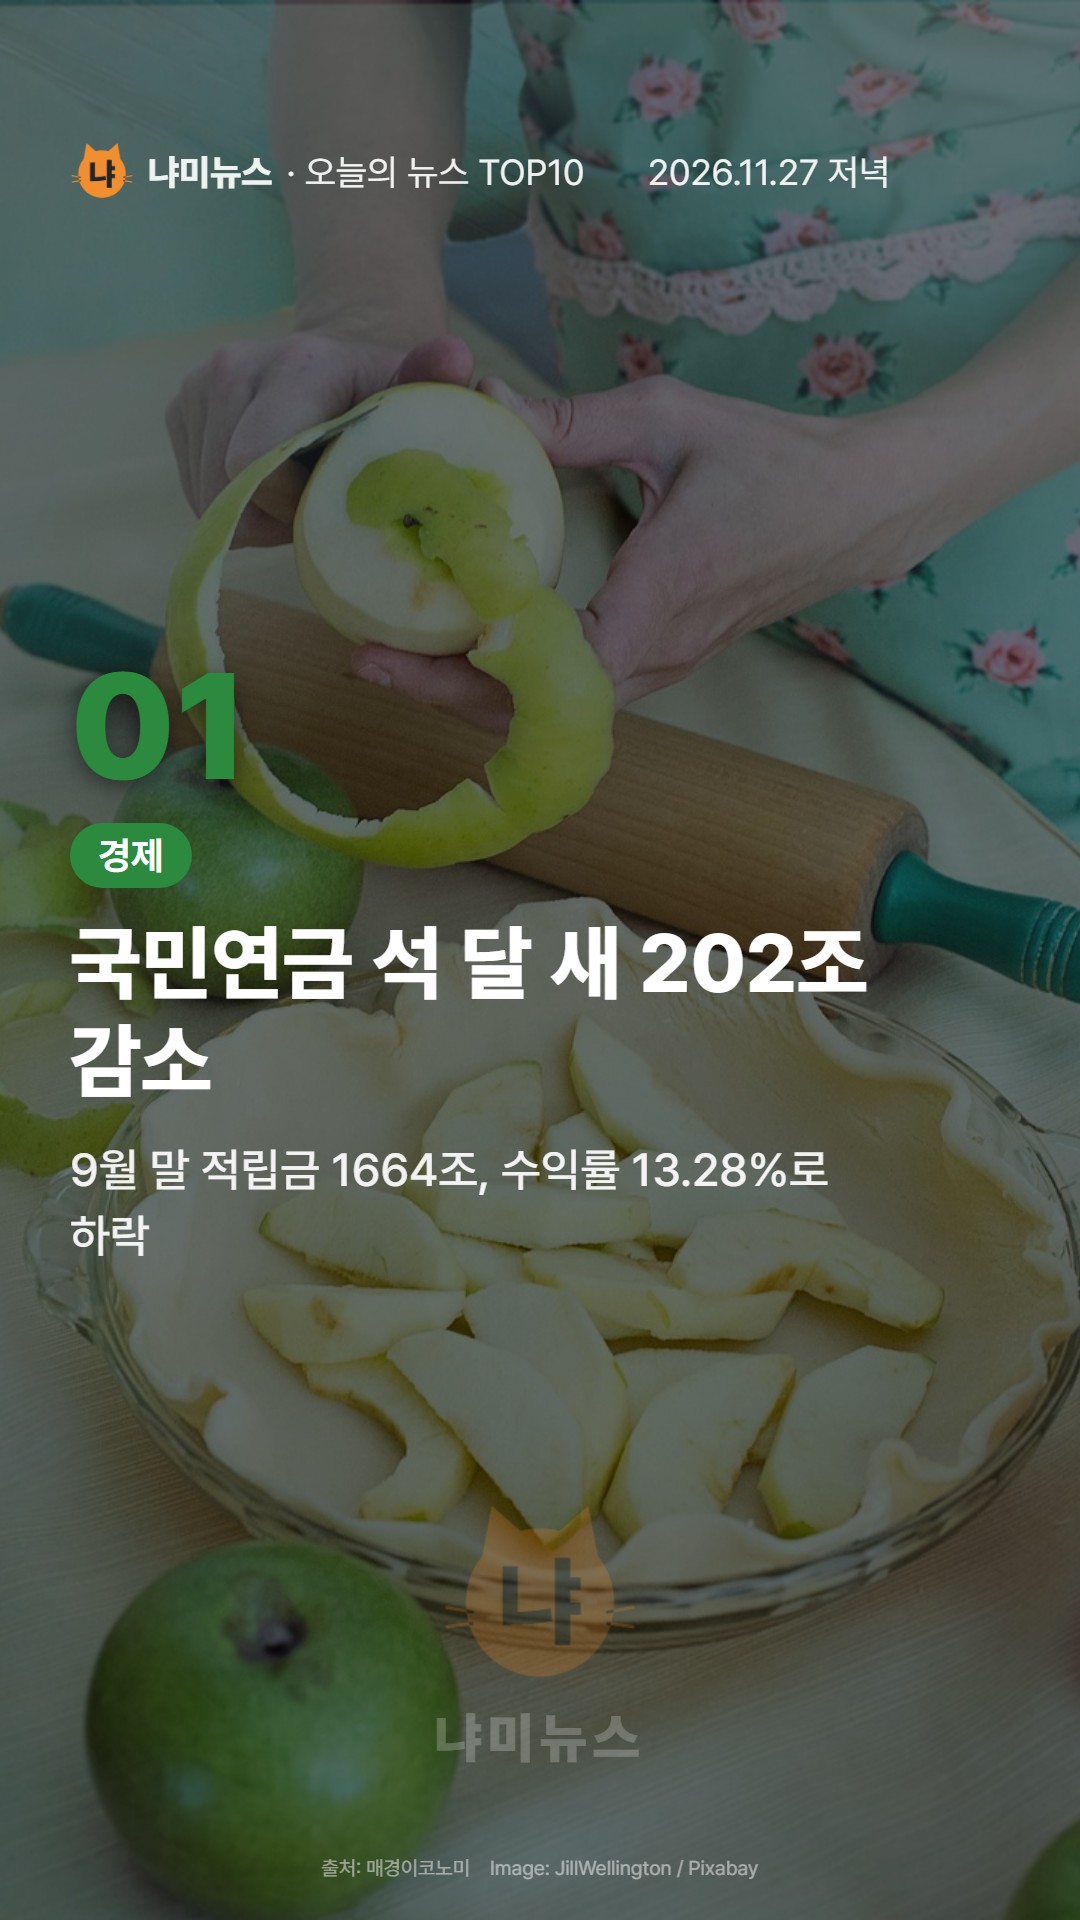 냐 냐미뉴스 · 오늘의 뉴스 TOP10 2026.11.27 저녁
01
경제
국민연금 석 달 새 202조
감소
9월 말 적립금 1664조, 수익률 13.28%로
하락
냐
냐미뉴스
출처: 매경이코노미 Image: JillWellington / Pixabay